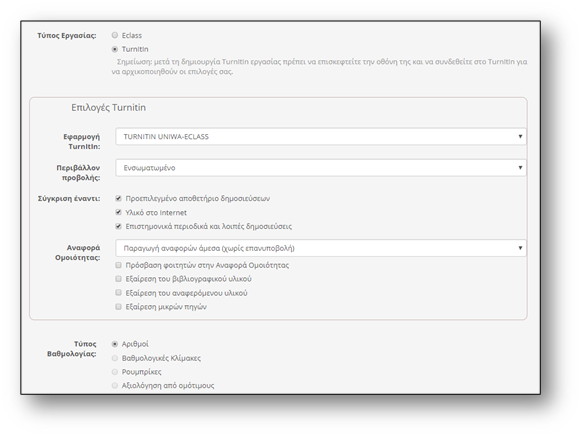 Τύπος Εργασίας: Eclass
TurnitIn
Σημείωση: μετά τη δημιουργία TurnitIn εργασίας πρέπει να επισκεφτείτε την οθόνη της και να συνδεθείτε στο TurnitIn για
να αρχικοποιηθούν οι επιλογές σας.
Επιλογές Turnitin
Εφαρμογή TURNITIN UNIWA-ECLASS
TurnitIn:
Περιβάλλον Ενσωματωμένο
προβολής:
Σύγκριση έναντι: Προεπιλεγμένο αποθετήριο δημοσιεύσεων
Υλικό στο Internet
Επιστημονικά περιοδικά και λοιπές δημοσιεύσεις
Αναφορά Παραγωγή αναφορών άμεσα (χωρίς επανυποβολή)
Ομοιότητας:
Πρόσβαση φοιτητών στην Αναφορά Ομοιότητας
Εξαίρεση του βιβλιογραφικού υλικού
Εξαίρεση του αναφερόμενου υλικού
Εξαίρεση μικρών πηγών
Τύπος Αριθμοί
Βαθμολογίας:
Βαθμολογικές Κλίμακες
Ρουμπρίκες
Αξιολόγηση από ομότιμους